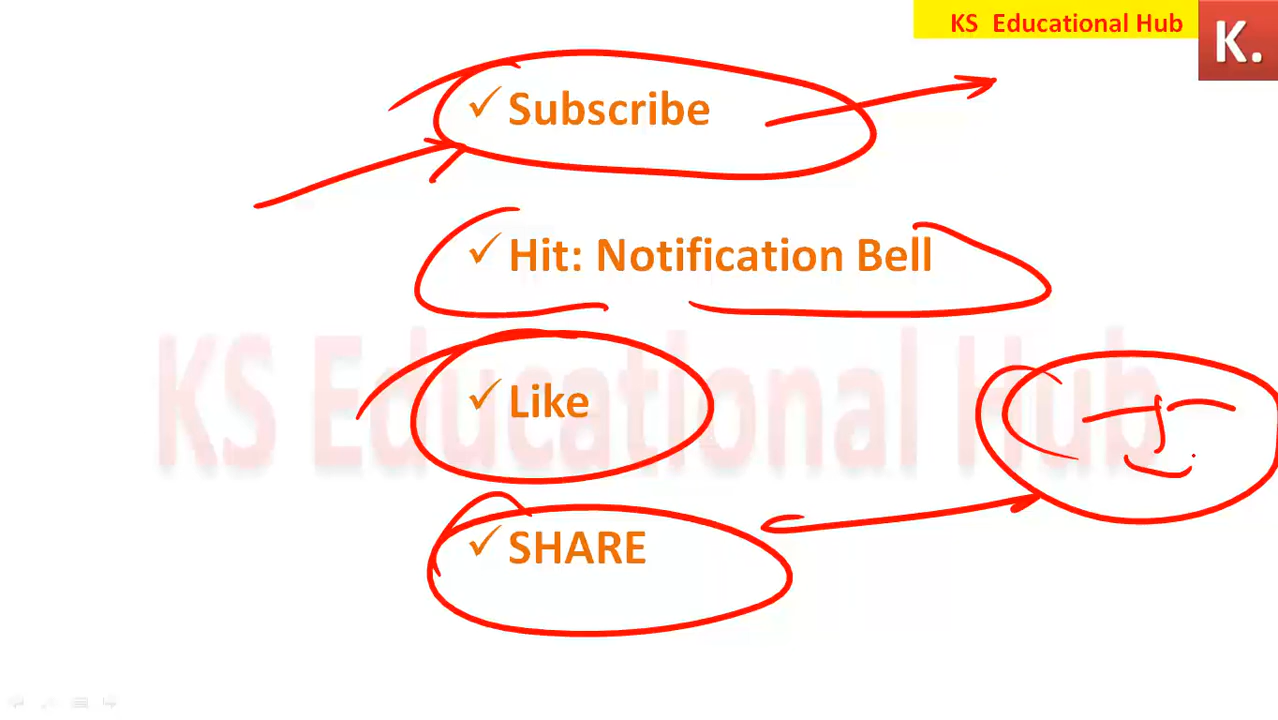 KS Educational Hub
K.
✓ Subscribe
✓ Hit: Notification Bell
KS Educational Hub
✓ Like
✓ SHARE